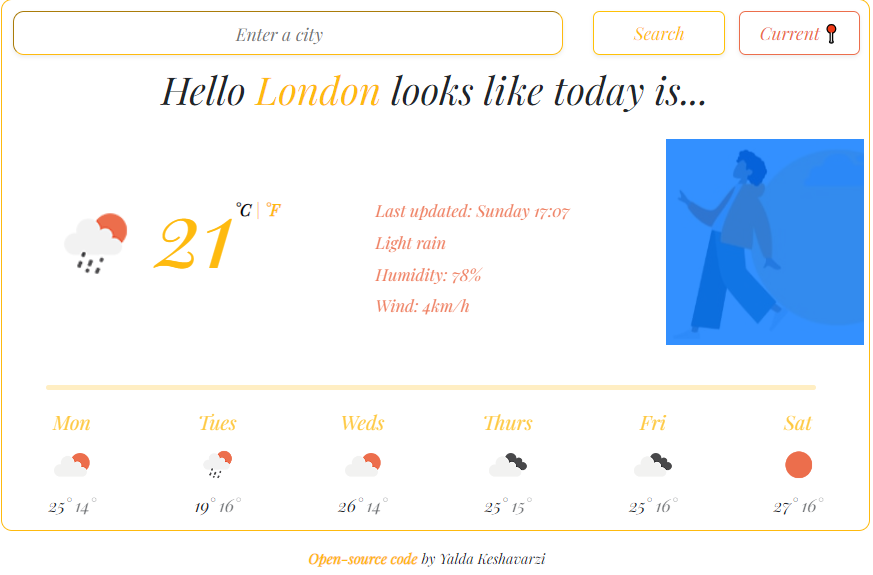 Enter a city
Search
Current
Hello London looks like today is...
21 °C | °F
Last updated: Sunday 17:07
Light rain
Humidity: 78%
Wind: 4km/h
Mon Tues Weds Thurs Fri Sat
25° 14° 19° 16° 26° 14° 25° 15° 25° 16° 27° 16°
Open-source code by Yalda Keshavarzi